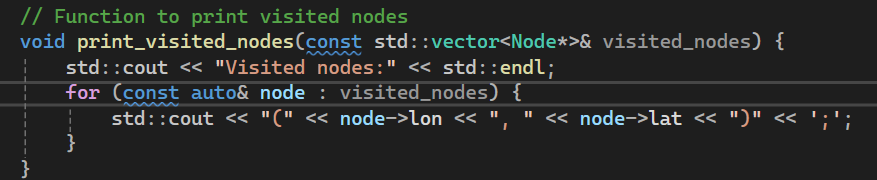 // Function to print visited nodes
void print_visited_nodes(const std::vector<Node*>& visited_nodes) {
std::cout << "Visited nodes:" << std::endl;
for (const auto& node : visited_nodes) {
std::cout << "(" << node->lon << ", " << node->lat << ")" << ';';
}
}